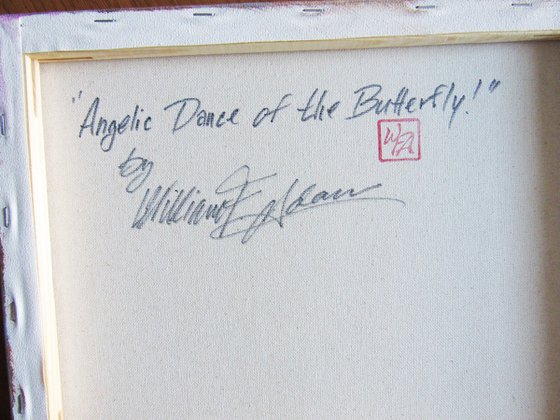 "Angelic Dance of the Butterfly!"
by
William